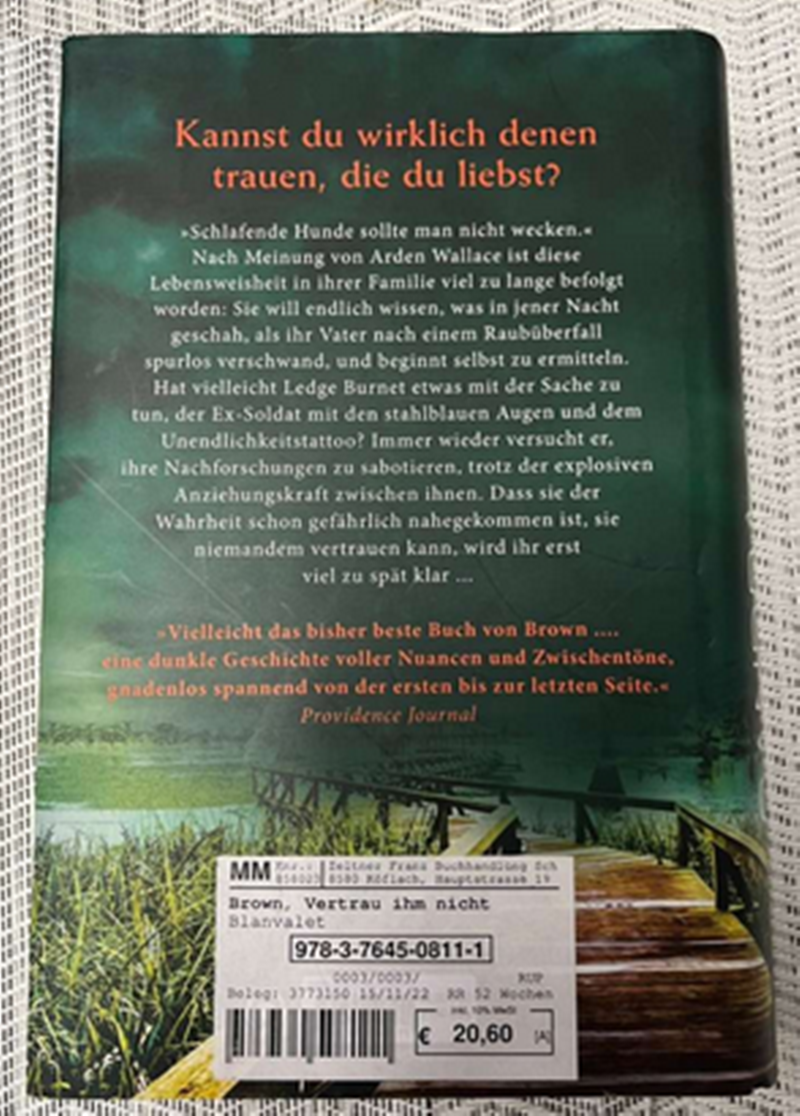 Kannst du wirklich denen
trauen, die du liebst?
»Schlafende Hunde sollte man nicht wecken.«
Nach Meinung von Arden Wallace ist diese
Lebensweisheit in ihrer Familie viel zu lange befolgt
worden: Sie will endlich wissen, was in jener Nacht
geschah, als ihr Vater nach einem Raubüberfall
spurlos verschwand, und beginnt selbst zu ermitteln.
Hat vielleicht Ledge Burnet etwas mit der Sache zu
tun, der Ex-Soldat mit den stahlblauen Augen und dem
Unendlichkeitstattoo? Immer wieder versucht er,
ihre Nachforschungen zu sabotieren, trotz der explosiven
Anziehungskraft zwischen ihnen. Dass sie der
Wahrheit schon gefährlich nahegekommen ist, sie
niemandem vertrauen kann, wird ihr erst
viel zu spät klar ...
»Vielleicht das bisher beste Buch von Brown ....
eine dunkle Geschichte voller Nuancen und Zwischentöne,
gnadenlos spannend von der ersten bis zur letzten Seite.«
Providence Journal
MM Zeltner Franz Buchhandlung Sch
8580 Köflach, Hauptstrasse 19
Brown, Vertrau ihm nicht
Blanvalet
978-3-7645-0811-1
0003/0003/ RUP
Beleg: 3773150 15/11/22 RR 52 Wochen
inkl. 10% MwSt
€ 20,60 [A]